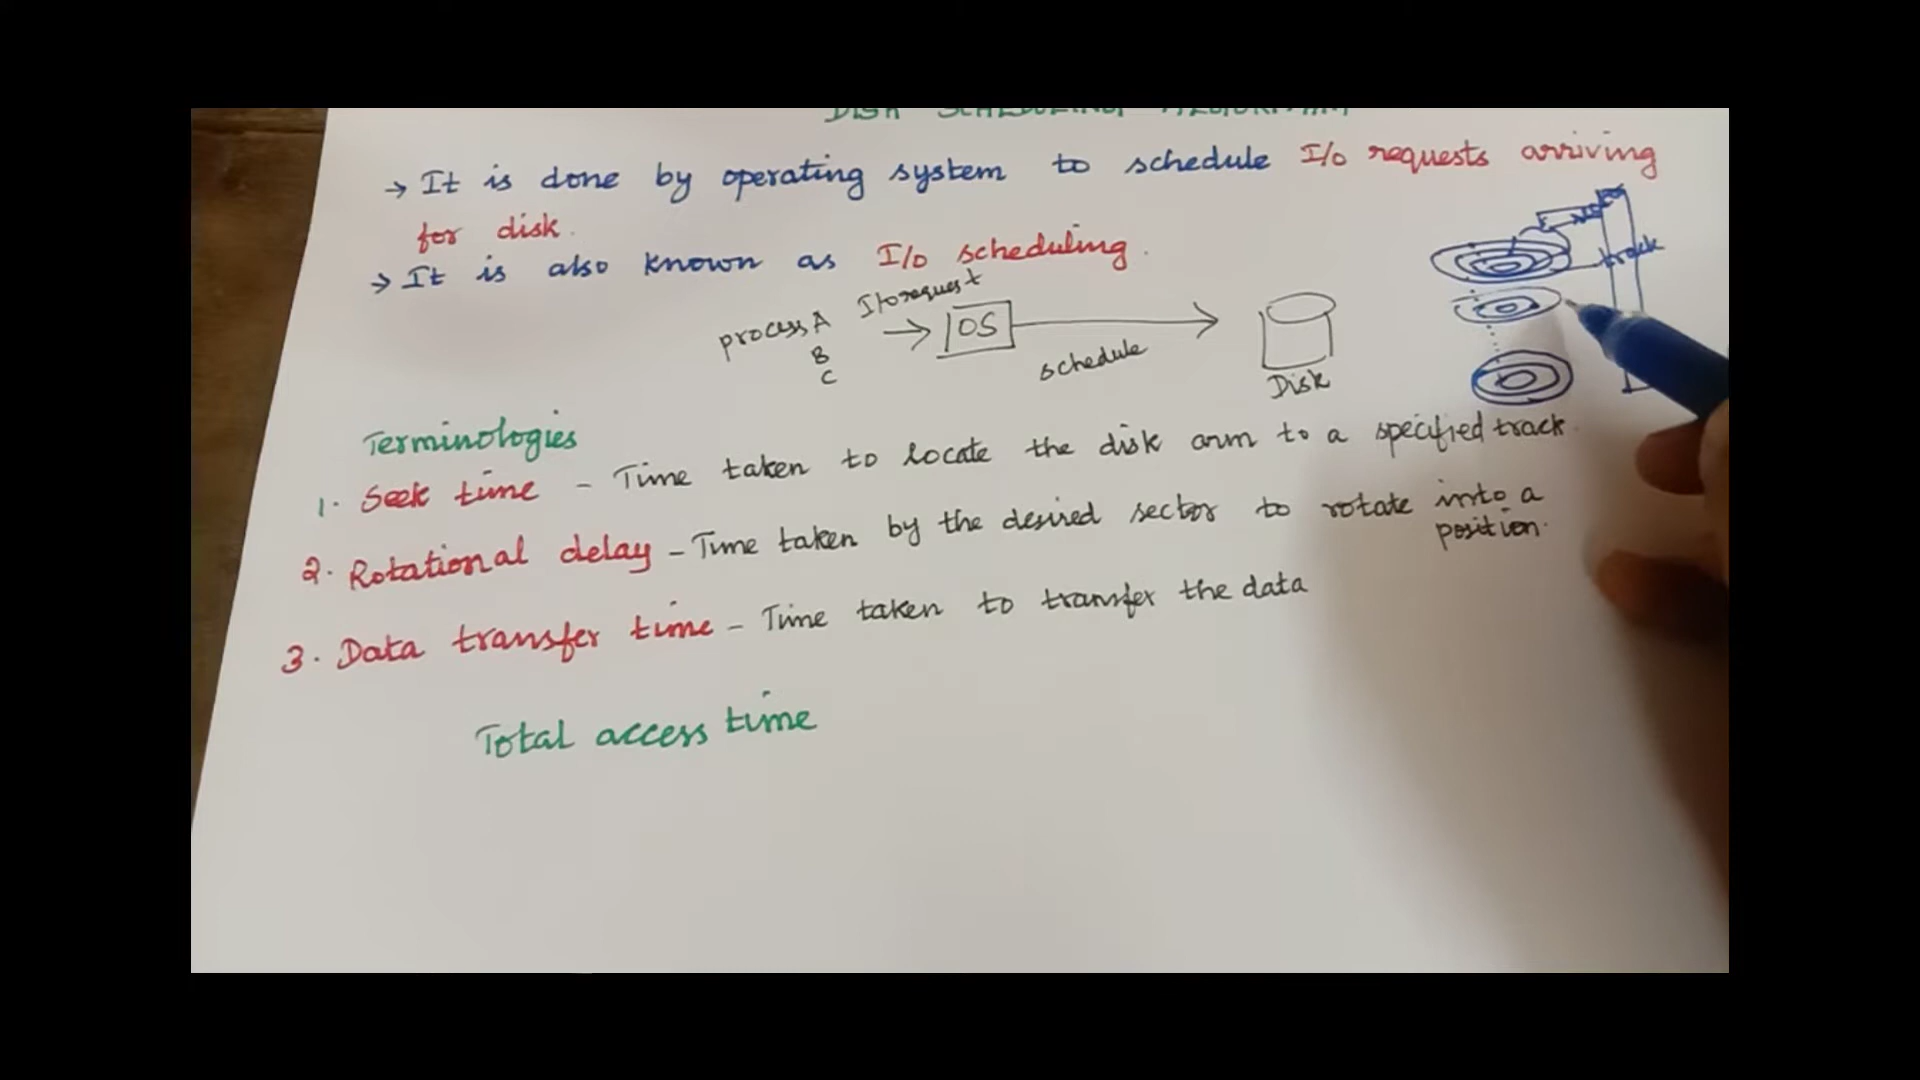 DISK SCHEDULING ALGORITHM
→ It is done by operating system to schedule I/o requests arriving
for disk.
→ It is also known as I/o scheduling.
process A
B
C
I/o request
OS
schedule
Disk
track
Terminologies
1. Seek time - Time taken to locate the disk arm to a specified track.
2. Rotational delay - Time taken by the desired sector to rotate into a
position.
3. Data transfer time - Time taken to transfer the data
Total access time